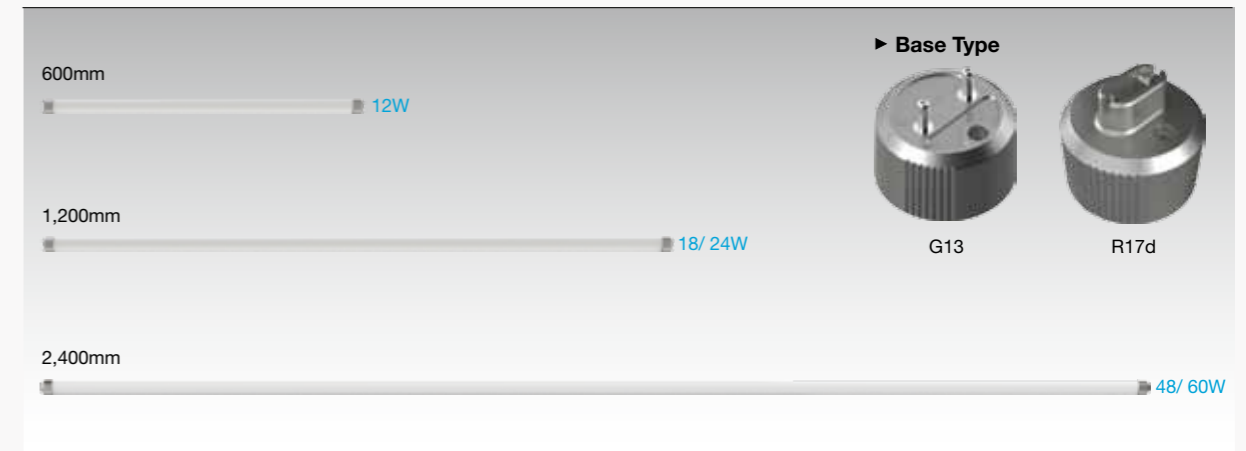 ► Base Type
600mm
12W
1,200mm
18/ 24W
G13
R17d
2,400mm
48/ 60W